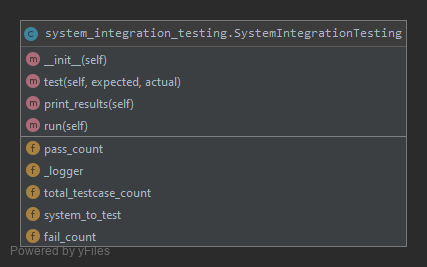 C system_integration_testing.SystemIntegrationTesting
m __init__(self)
m test(self, expected, actual)
m print_results(self)
m run(self)
f pass_count
f _logger
f total_testcase_count
f system_to_test
f fail_count
Powered by yFiles